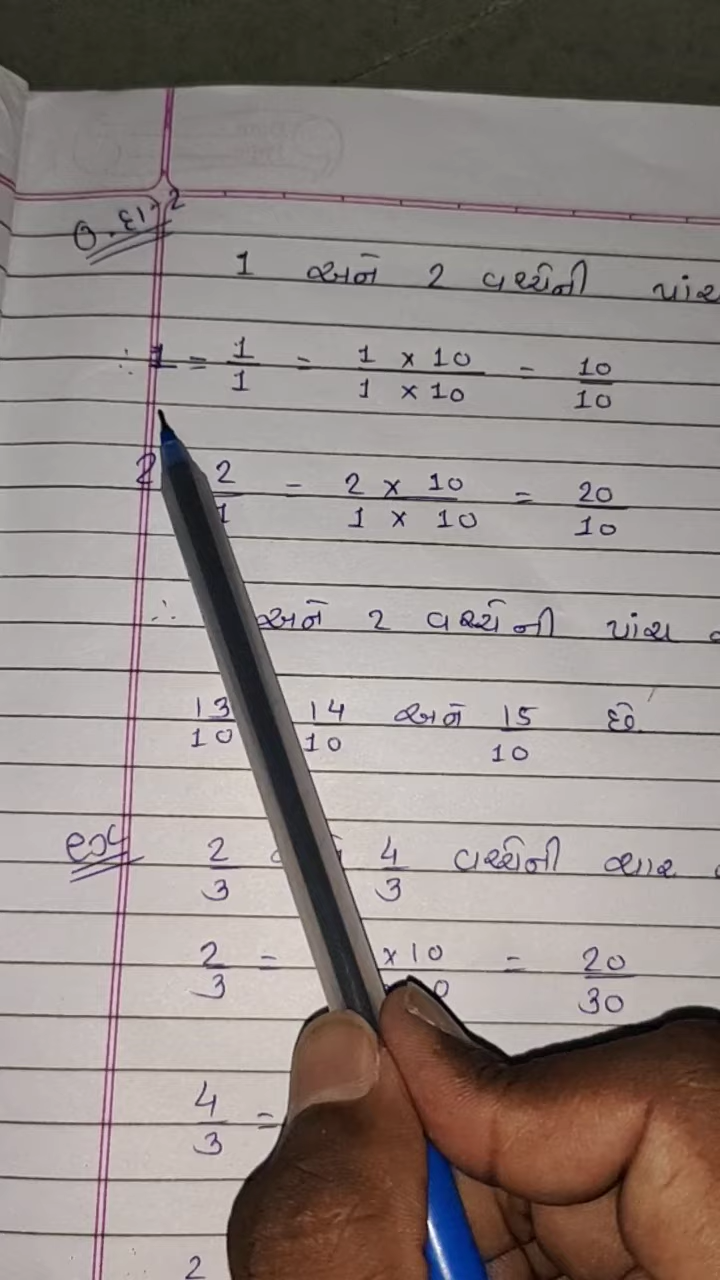 ઉ.દા.-2
1 અને 2 વચ્ચેની પાંચ
∴ 1 = 1/1 = 1 × 10 / 1 × 10 = 10/10
2 2/1 = 2 × 10 / 1 × 10 = 20/10
∴ અને 2 વચ્ચેની પાંચ
13/10 14/10 અને 15/10 છે
2/3 4/3 વચ્ચેની ચાર
2/3 = × 10 = 20/30
4/3 =
2